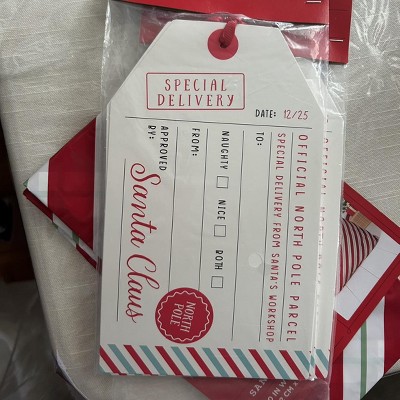 SPECIAL
DELIVERY
DATE: 12/25
OFFICIAL NORTH POLE PARCEL
SPECIAL DELIVERY FROM SANTA'S WORKSHOP
TO:
NAUGHTY NICE BOTH
FROM:
APPROVED
BY:
Santa Claus
NORTH
POLE